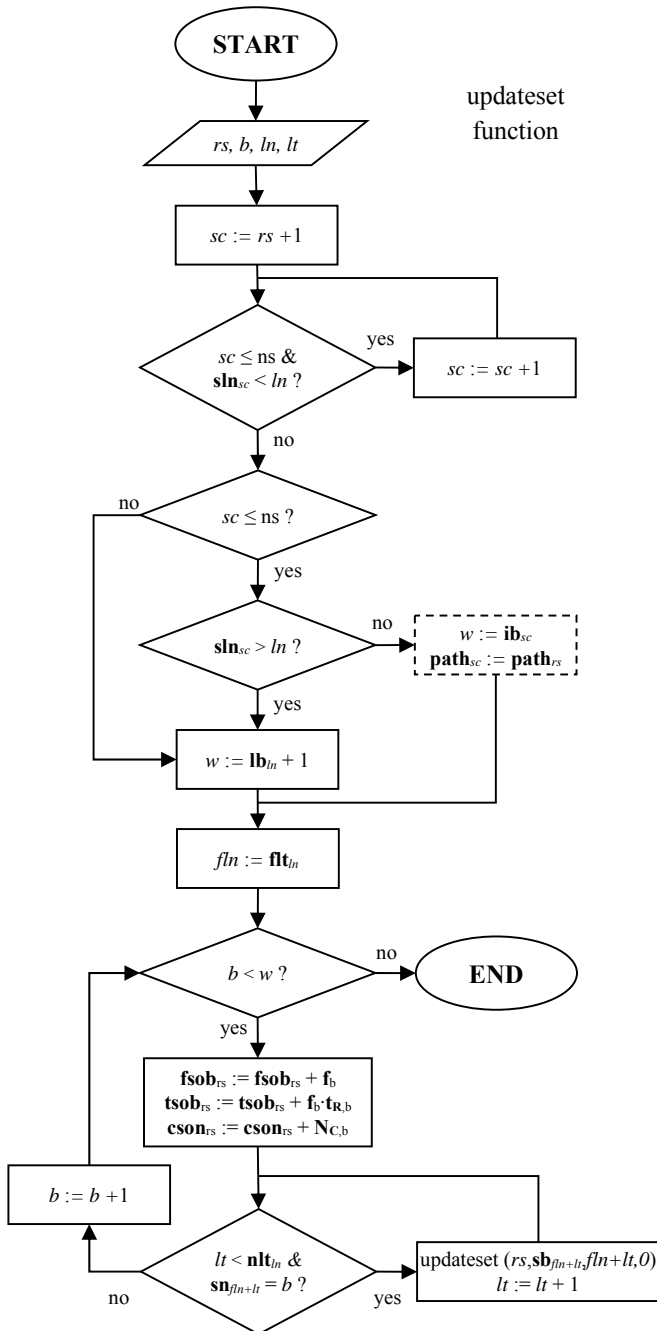 START
updateset
function
rs, b, ln, lt
sc := rs +1
yes
sc ≤ ns &
sln_sc < ln ?
sc := sc +1
no
no
sc ≤ ns ?
yes
no
sln_sc > ln ?
w := ib_sc
path_sc := path_rs
yes
w := lb_ln + 1
fln := flt_ln
no
b < w ?
END
yes
fsob_rs := fsob_rs + f_b
tsob_rs := tsob_rs + f_b·t_R,b
cson_rs := cson_rs + N_C,b
b := b +1
lt < nlt_ln &
sn_fln+lt = b ?
updateset (rs,sb_fln+lt,fln+lt,0)
lt := lt + 1
no
yes